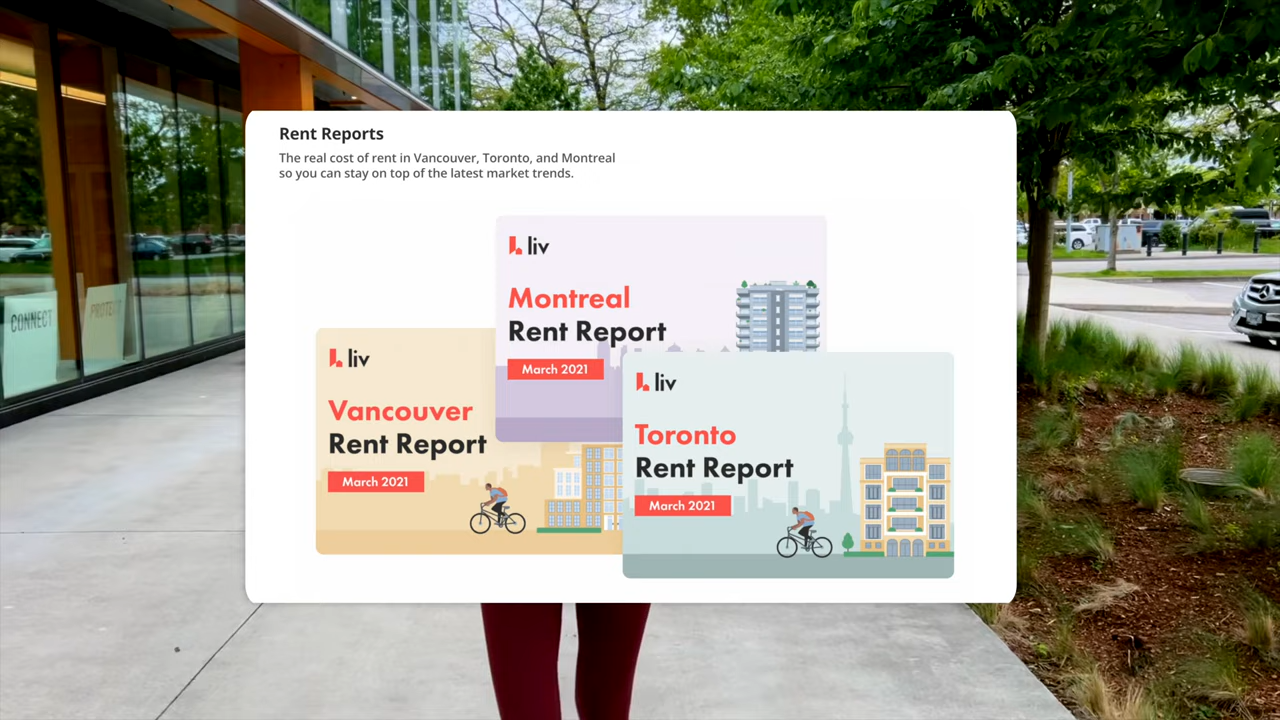 Rent Reports
The real cost of rent in Vancouver, Toronto, and Montreal
so you can stay on top of the latest market trends.
liv
Montreal
Rent Report
March 2021
liv
Vancouver
Rent Report
March 2021
liv
Toronto
Rent Report
March 2021
CONNECT
PROTECT